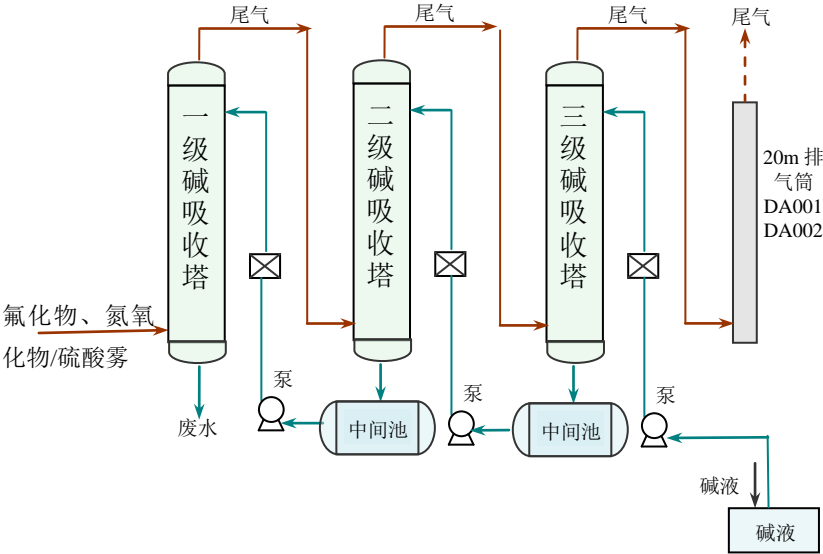 尾气
尾气
尾气
尾气
一级碱吸收塔
二级碱吸收塔
三级碱吸收塔
20m 排
气筒
DA001
DA002
氟化物、氮氧
化物/硫酸雾
泵
泵
泵
废水
中间池
中间池
碱液
碱液